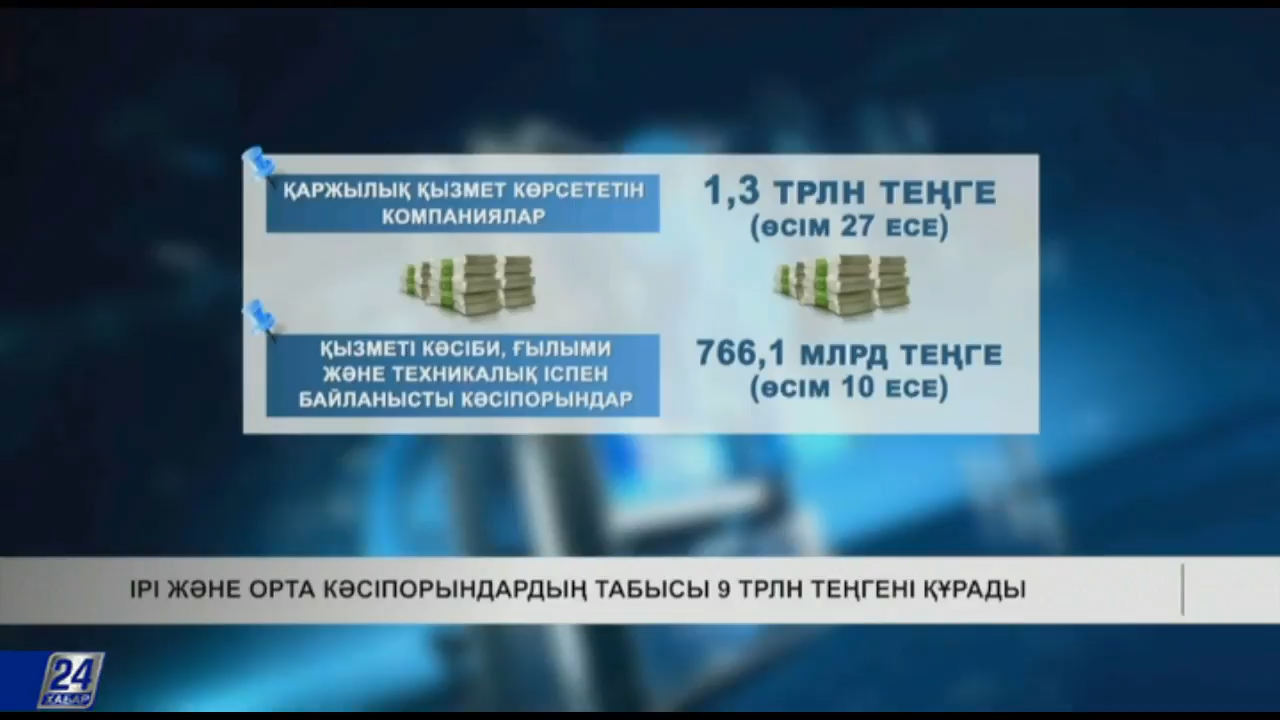 ҚАРЖЫЛЫҚ ҚЫЗМЕТ КӨРСЕТЕТІН
КОМПАНИЯЛАР
1,3 ТРЛН ТЕҢГЕ
(ӨСІМ 27 ЕСЕ)
ҚЫЗМЕТІ КӘСІБИ, ҒЫЛЫМИ
ЖӘНЕ ТЕХНИКАЛЫҚ ІСПЕН
БАЙЛАНЫСТЫ КӘСІПОРЫНДАР
766,1 МЛРД ТЕҢГЕ
(ӨСІМ 10 ЕСЕ)
ІРІ ЖӘНЕ ОРТА КӘСІПОРЫНДАРДЫҢ ТАБЫСЫ 9 ТРЛН ТЕҢГЕНІ ҚҰРАДЫ
24
ХАБАР